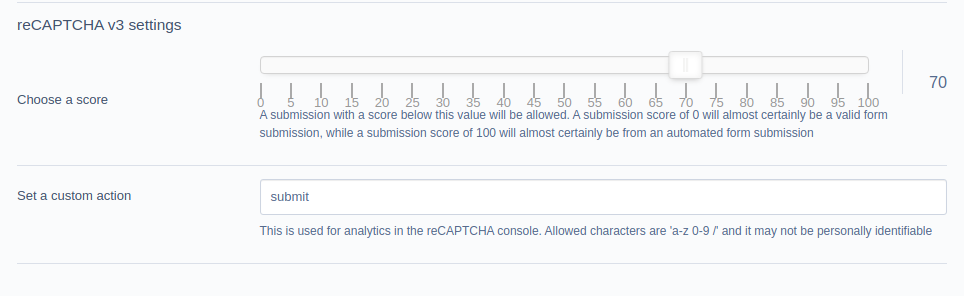 reCAPTCHA v3 settings
70
Choose a score
0 5 10 15 20 25 30 35 40 45 50 55 60 65 70 75 80 85 90 95 100
A submission with a score below this value will be allowed. A submission score of 0 will almost certainly be a valid form
submission, while a submission score of 100 will almost certainly be from an automated form submission
Set a custom action
submit
This is used for analytics in the reCAPTCHA console. Allowed characters are 'a-z 0-9 /' and it may not be personally identifiable